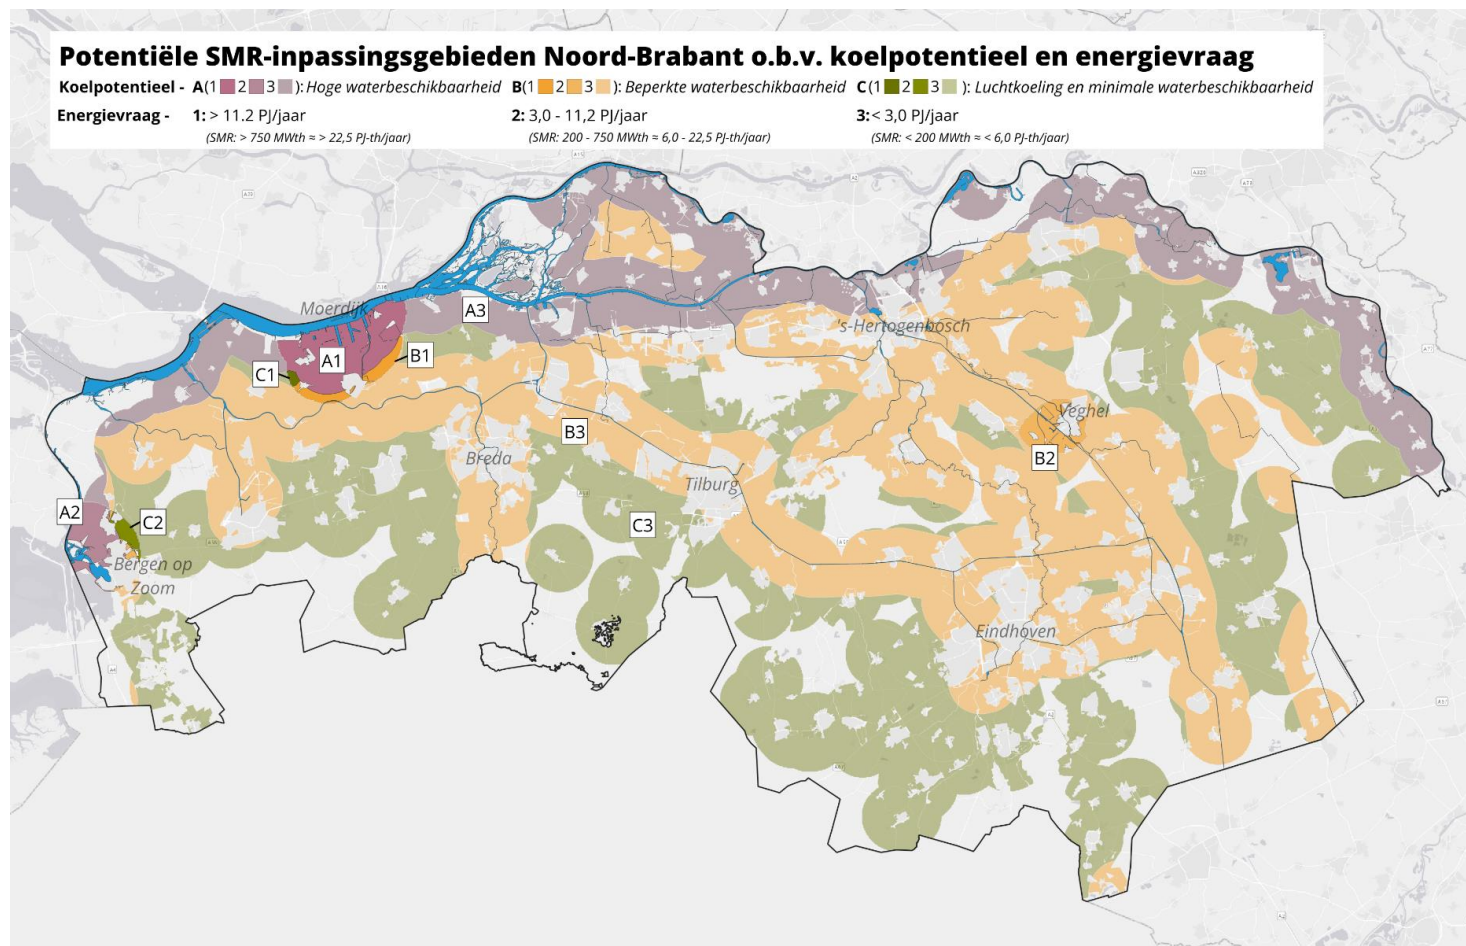 Potentiële SMR-inpassingsgebieden Noord-Brabant o.b.v. koelpotentieel en energievraag
Koelpotentieel - A(1 2 3 ): Hoge waterbeschikbaarheid B(1 2 3 ): Beperkte waterbeschikbaarheid C(1 2 3 ): Luchtkoeling en minimale waterbeschikbaarheid
Energievraag - 1: > 11.2 PJ/jaar 2: 3,0 - 11,2 PJ/jaar 3: < 3,0 PJ/jaar
(SMR: > 750 MWth = > 22,5 PJ-th/jaar) (SMR: 200 - 750 MWth ≈ 6,0 - 22,5 PJ-th/jaar) (SMR: < 200 MWth ≈ < 6,0 PJ-th/jaar)
Moerdijk
A3
's-Hertogenbosch
A1
B1
C1
Veghel
B3
Breda
B2
Tilburg
A2
C2
C3
Bergen op
Zoom
Eindhoven